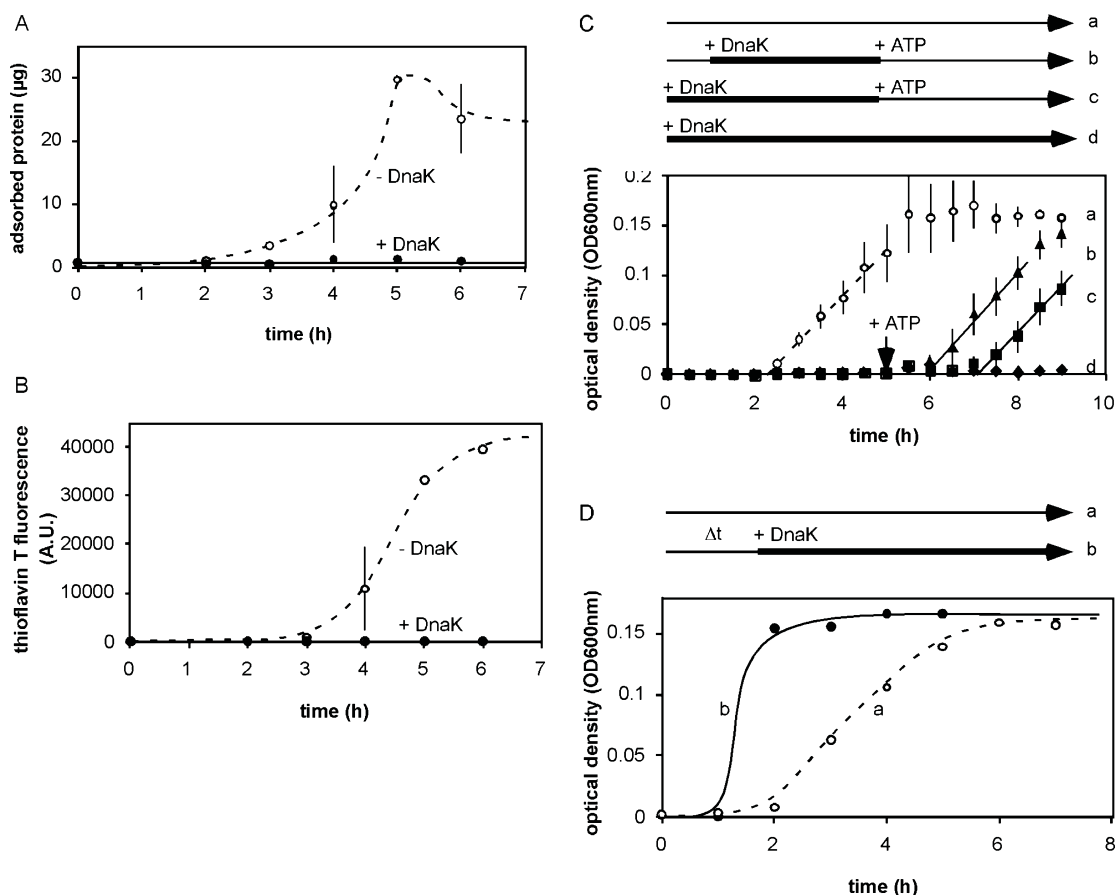 A
adsorbed protein (µg)
30
20
10
0
- DnaK
+ DnaK
0 1 2 3 4 5 6 7
time (h)
B
thioflavin T fluorescence
(A.U.)
40000
30000
20000
10000
0
- DnaK
+ DnaK
0 1 2 3 4 5 6 7
time (h)
C
a
+ DnaK + ATP b
+ DnaK + ATP c
+ DnaK d
optical density (OD600nm)
0.2
0.15
0.1
0.05
0
+ ATP
a
b
c
d
0 2 4 6 8 10
time (h)
D
a
Δt + DnaK b
optical density (OD600nm)
0.15
0.1
0.05
0
b
a
0 2 4 6 8
time (h)